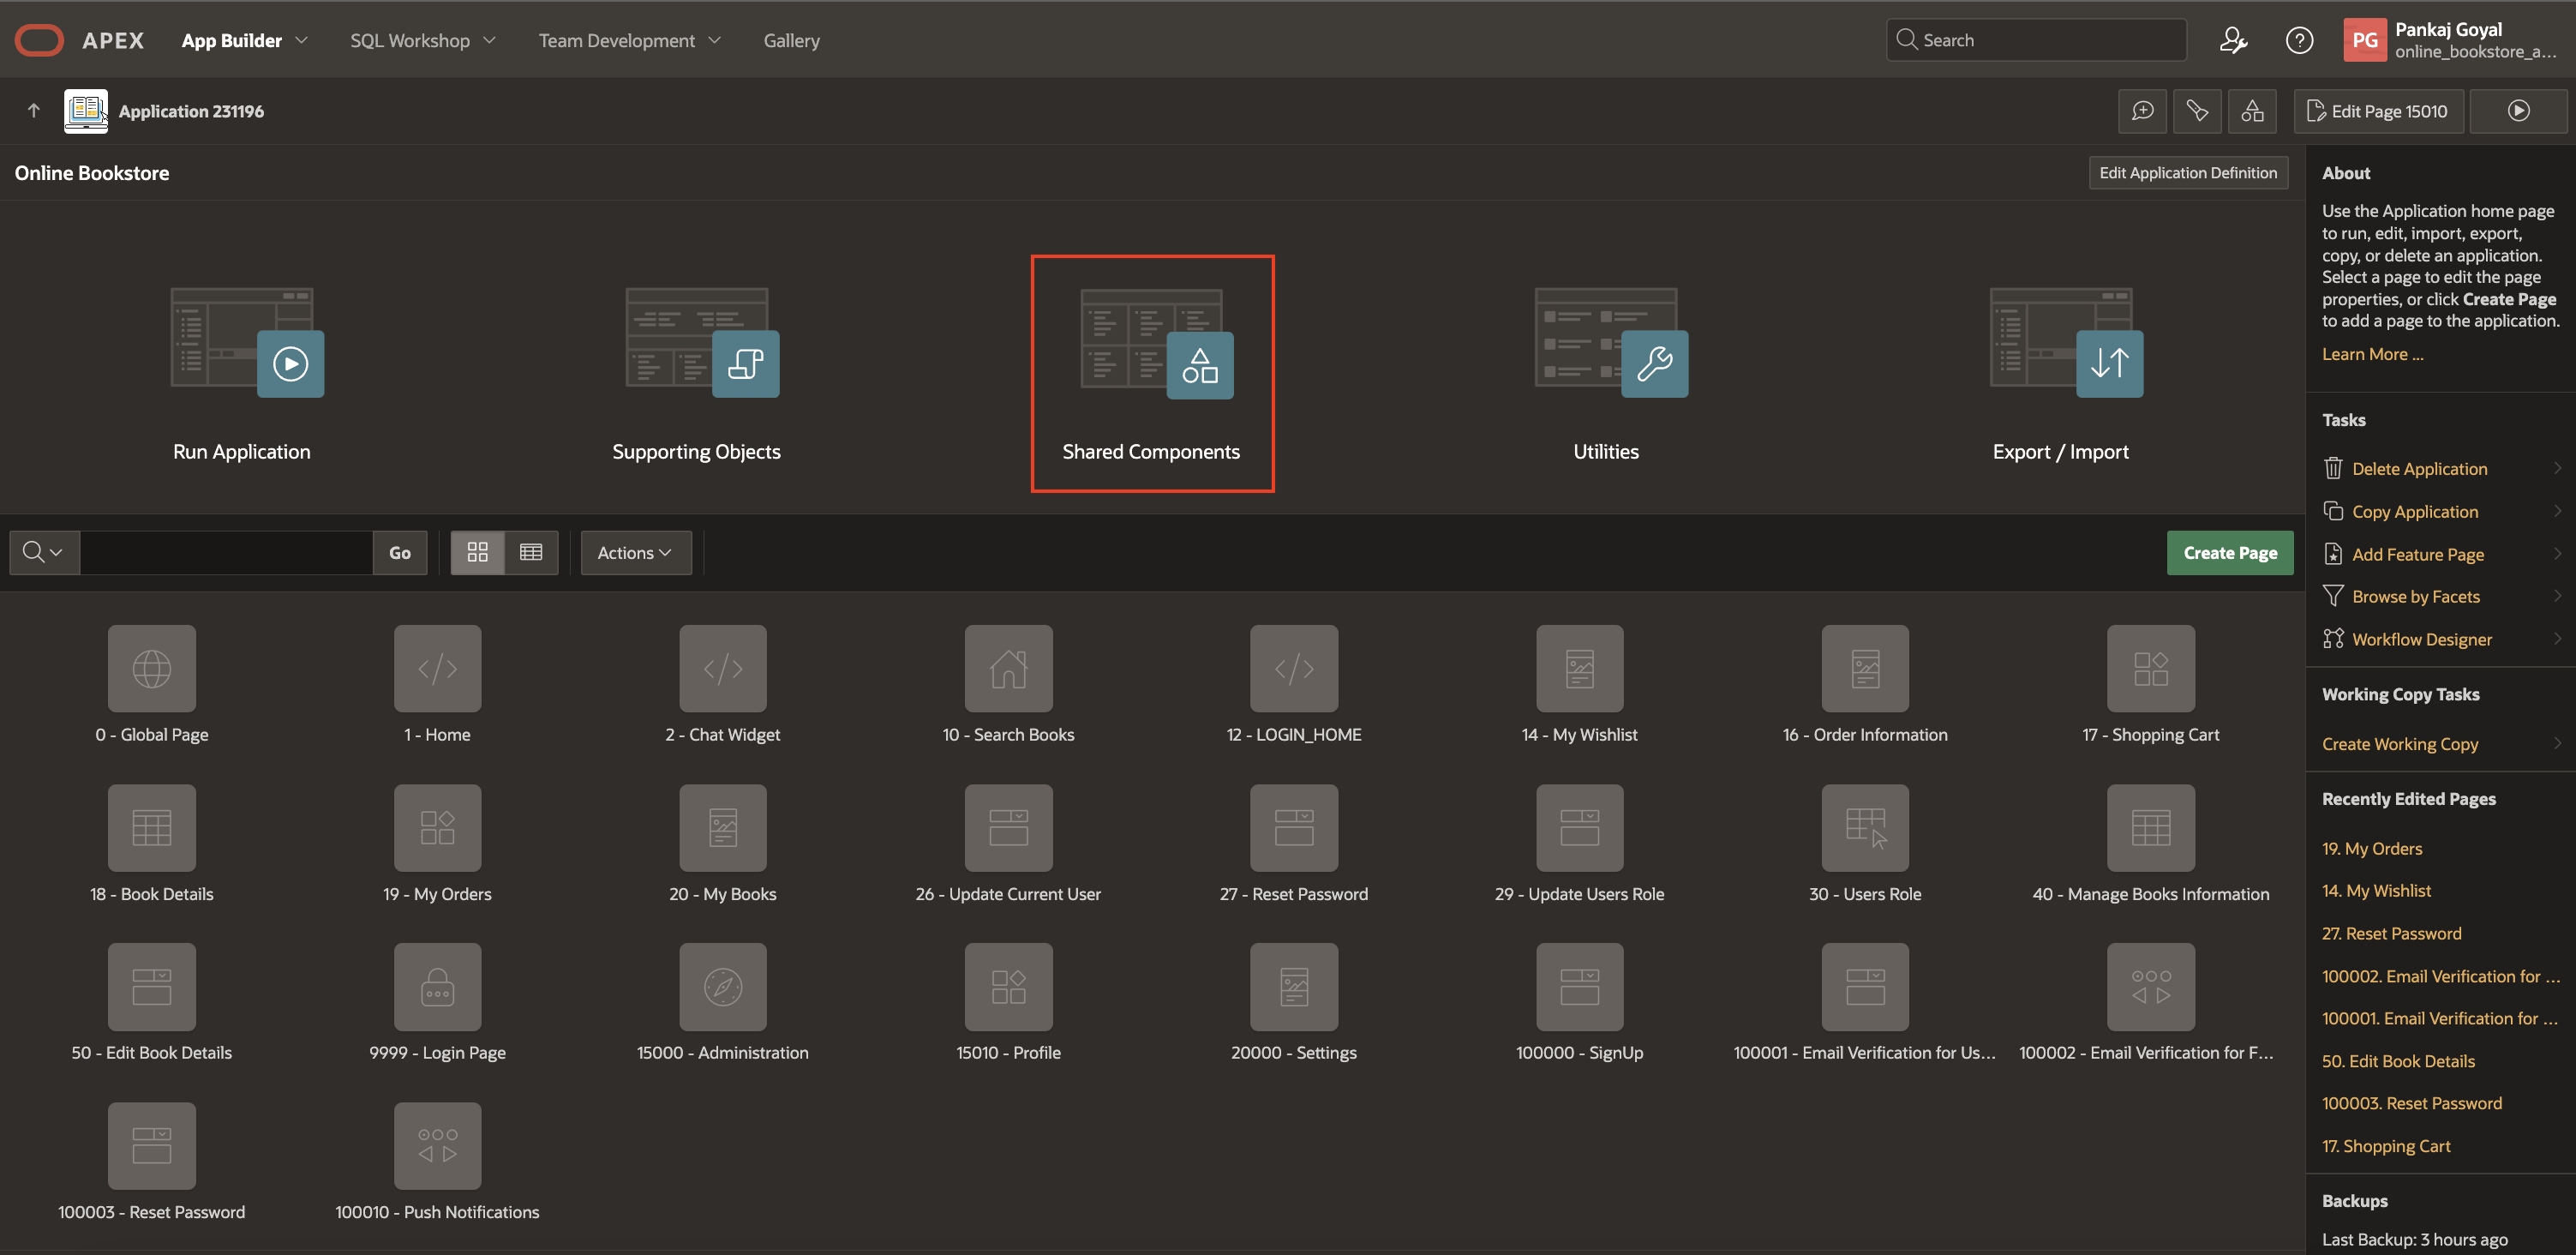 APEX App Builder SQL Workshop Team Development Gallery Search PG Pankaj Goyal
online_bookstore_a...
Application 231196 Edit Page 15010
Online Bookstore Edit Application Definition
Run Application Supporting Objects Shared Components Utilities Export / Import
Go Actions Create Page
0 - Global Page 1 - Home 2 - Chat Widget 10 - Search Books 12 - LOGIN_HOME 14 - My Wishlist 16 - Order Information 17 - Shopping Cart
18 - Book Details 19 - My Orders 20 - My Books 26 - Update Current User 27 - Reset Password 29 - Update Users Role 30 - Users Role 40 - Manage Books Information
50 - Edit Book Details 9999 - Login Page 15000 - Administration 15010 - Profile 20000 - Settings 100000 - SignUp 100001 - Email Verification for Us... 100002 - Email Verification for F...
100003 - Reset Password 100010 - Push Notifications
About
Use the Application home page
to run, edit, import, export,
copy, or delete an application.
Select a page to edit the page
properties, or click Create Page
to add a page to the application.
Learn More ...
Tasks
Delete Application
Copy Application
Add Feature Page
Browse by Facets
Workflow Designer
Working Copy Tasks
Create Working Copy
Recently Edited Pages
19. My Orders
14. My Wishlist
27. Reset Password
100002. Email Verification for ...
100001. Email Verification for ...
50. Edit Book Details
100003. Reset Password
17. Shopping Cart
Backups
Last Backup: 3 hours ago